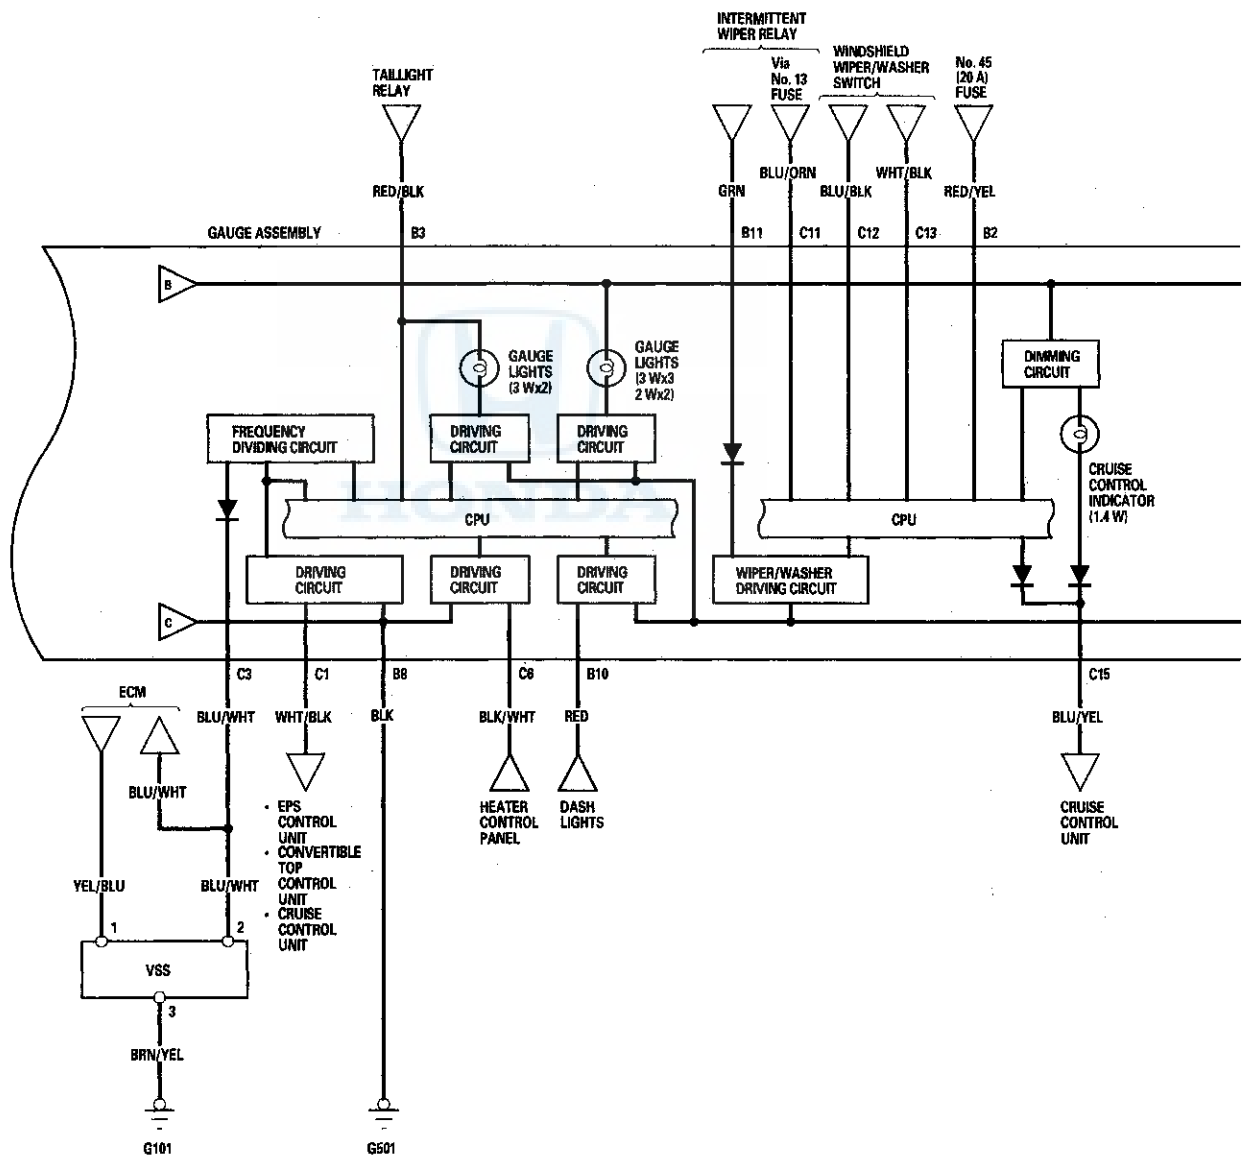 INTERMITTENT
WIPER RELAY
WINDSHIELD
WIPER/WASHER
SWITCH
Via
No. 13
FUSE
No. 45
(20 A)
FUSE
TAILLIGHT
RELAY
RED/BLK
GRN
BLU/ORN
BLU/BLK
WHT/BLK
RED/YEL
GAUGE ASSEMBLY
B3
B11
C11
C12
C13
B2
B
GAUGE
LIGHTS
(3 Wx2)
GAUGE
LIGHTS
(3 Wx3
2 Wx2)
DIMMING
CIRCUIT
FREQUENCY
DIVIDING CIRCUIT
DRIVING
CIRCUIT
DRIVING
CIRCUIT
CRUISE
CONTROL
INDICATOR
(1.4 W)
HONDA
CPU
CPU
DRIVING
CIRCUIT
DRIVING
CIRCUIT
DRIVING
CIRCUIT
WIPER/WASHER
DRIVING CIRCUIT
C
C3
C1
B8
C6
B10
C15
ECM
BLU/WHT
WHT/BLK
BLK
BLK/WHT
RED
BLU/YEL
BLU/WHT
• EPS
CONTROL
UNIT
• CONVERTIBLE
TOP
CONTROL
UNIT
• CRUISE
CONTROL
UNIT
HEATER
CONTROL
PANEL
DASH
LIGHTS
CRUISE
CONTROL
UNIT
YEL/BLU
BLU/WHT
1
2
VSS
3
BRN/YEL
G101
G501